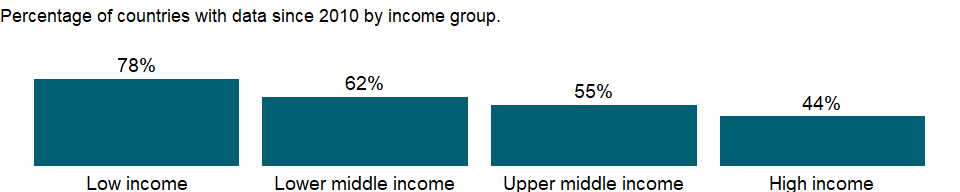 Percentage of countries with data since 2010 by income group.
78%
62%
55%
44%
Low income
Lower middle income
Upper middle income
High income